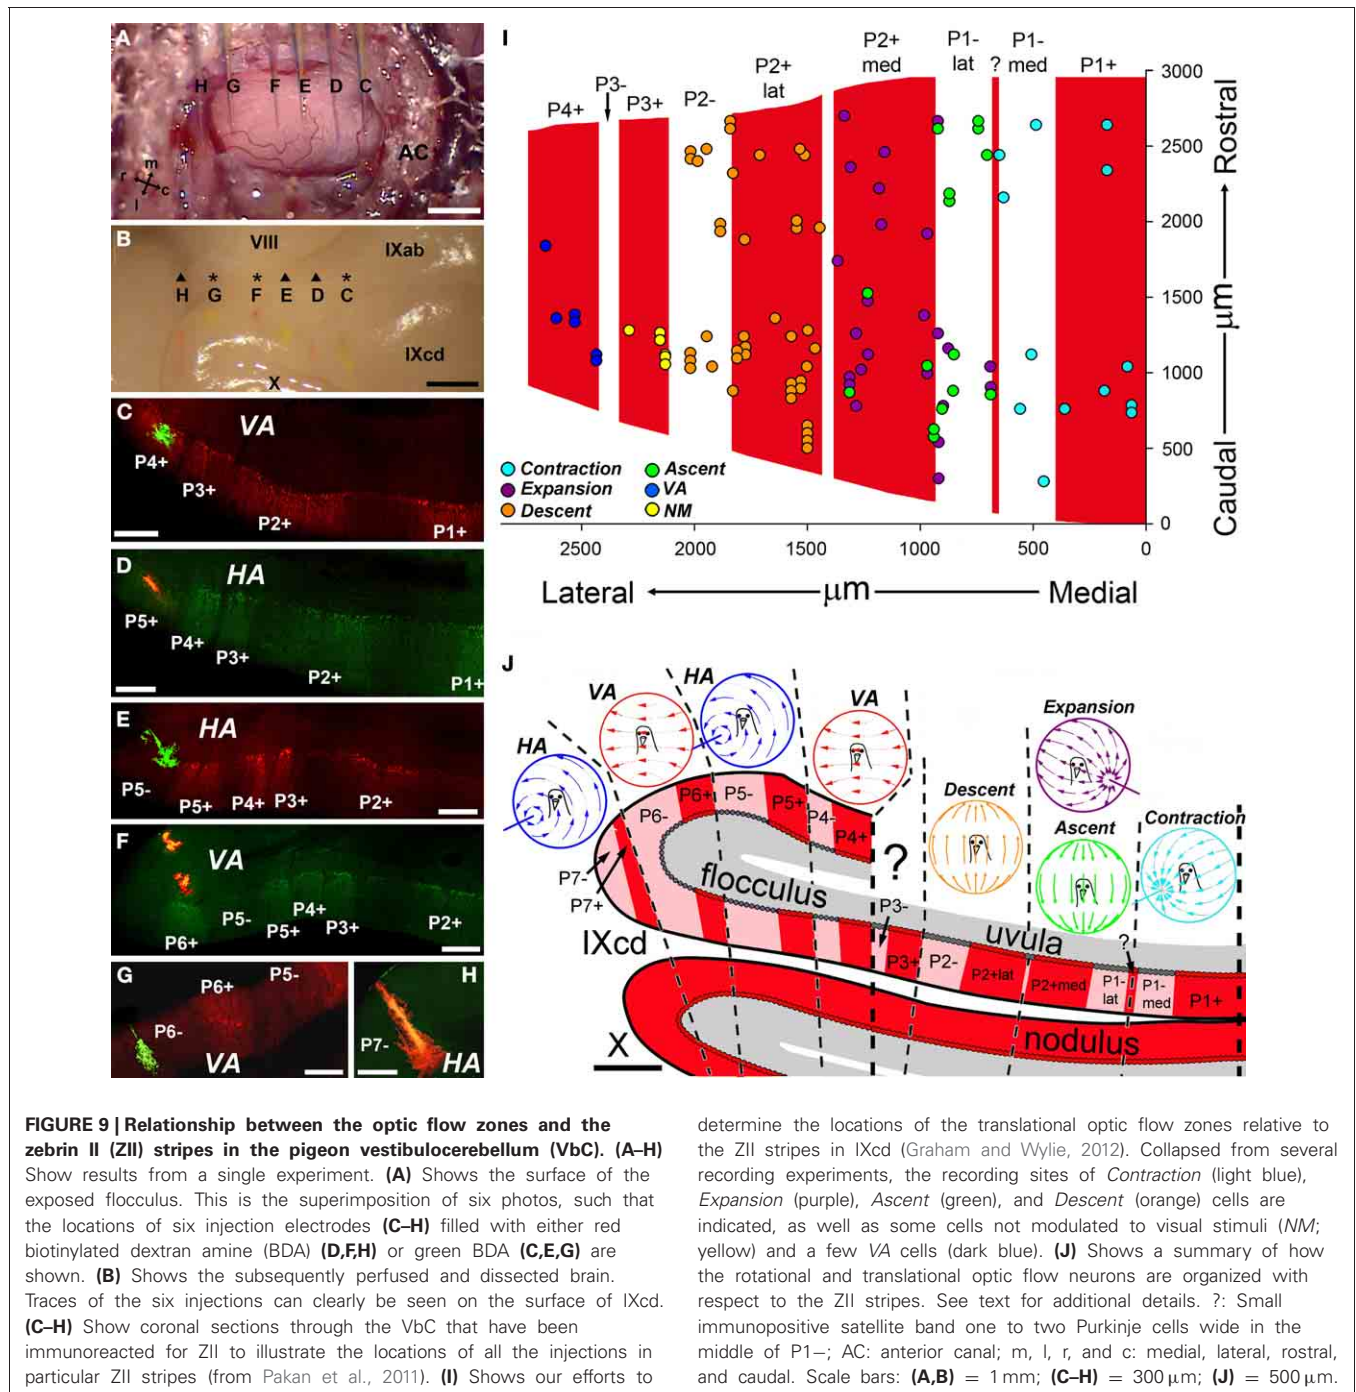 A
H G F E D C
AC
m
r c
l
B
VIII
IXab
H G F E D C
IXcd
X
C
VA
P4+
P3+
P2+
P1+
D
HA
P5+
P4+
P3+
P2+
P1+
E
HA
P5-
P5+
P4+
P3+
P2+
F
VA
P4+
P5-
P5+
P3+
P2+
P6+
G
P5-
P6+
P6-
VA
H
P7-
HA
I
P4+
P3-
P3+
P2-
P2+
lat
P2+
med
P1-
lat
?
P1-
med
P1+
3000
2500
2000
1500
1000
500
0
Rostral
μm
Caudal
Contraction
Expansion
Descent
Ascent
VA
NM
2500 2000 1500 1000 500 0
Lateral μm Medial
J
HA
VA
HA
VA
Descent
Expansion
Ascent
Contraction
P6+
P5-
P6-
P5+
P4-
P4+
?
P7-
P7+
flocculus
P3-
IXcd
uvula
?
P3+
P2-
P2+lat
P2+med
P1-
lat
P1-
med
P1+
X
nodulus
FIGURE 9 | Relationship between the optic flow zones and the
zebrin II (ZII) stripes in the pigeon vestibulocerebellum (VbC). (A–H)
Show results from a single experiment. (A) Shows the surface of the
exposed flocculus. This is the superimposition of six photos, such that
the locations of six injection electrodes (C–H) filled with either red
biotinylated dextran amine (BDA) (D,F,H) or green BDA (C,E,G) are
shown. (B) Shows the subsequently perfused and dissected brain.
Traces of the six injections can clearly be seen on the surface of IXcd.
(C–H) Show coronal sections through the VbC that have been
immunoreacted for ZII to illustrate the locations of all the injections in
particular ZII stripes (from Pakan et al., 2011). (I) Shows our efforts to
determine the locations of the translational optic flow zones relative to
the ZII stripes in IXcd (Graham and Wylie, 2012). Collapsed from several
recording experiments, the recording sites of Contraction (light blue),
Expansion (purple), Ascent (green), and Descent (orange) cells are
indicated, as well as some cells not modulated to visual stimuli (NM;
yellow) and a few VA cells (dark blue). (J) Shows a summary of how
the rotational and translational optic flow neurons are organized with
respect to the ZII stripes. See text for additional details. ?: Small
immunopositive satellite band one to two Purkinje cells wide in the
middle of P1−; AC: anterior canal; m, l, r, and c: medial, lateral, rostral,
and caudal. Scale bars: (A,B) = 1 mm; (C–H) = 300 μm; (J) = 500 μm.